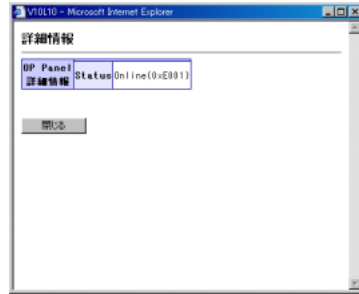 V10L10 - Microsoft Internet Explorer
詳細情報
OP Panel
詳細情報
Status
Online(0xE001)
閉じる